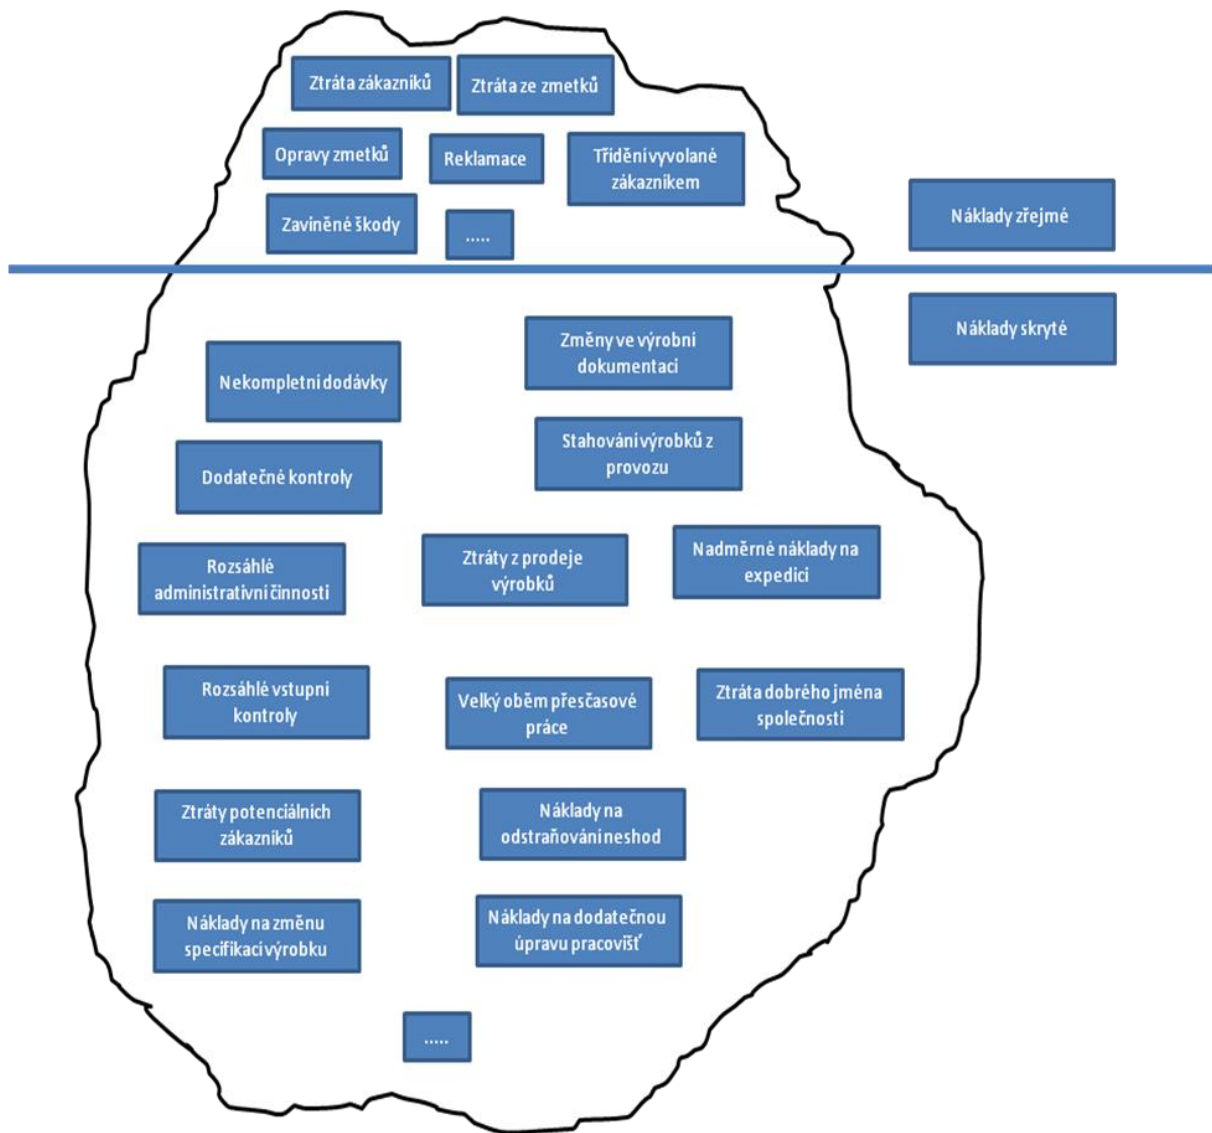 Ztráta zákazníků
Ztráta ze zmetků
Opravy zmetků
Reklamace
Třídění vyvolané
zákazníkem
Zaviněné škody
.....
Náklady zřejmé
Náklady skryté
Nekompletní dodávky
Změny ve výrobní
dokumentaci
Dodatečné kontroly
Stahování výrobků z
provozu
Rozsáhlé
administrativní činnosti
Ztráty z prodeje
výrobků
Nadměrné náklady na
expedici
Rozsáhlé vstupní
kontroly
Velký oběm přesčasové
práce
Ztráta dobrého jména
společnosti
Ztráty potenciálních
zákazníků
Náklady na
odstraňování neshod
Náklady na změnu
specifikací výrobku
Náklady na dodatečnou
úpravu pracovišť
.....